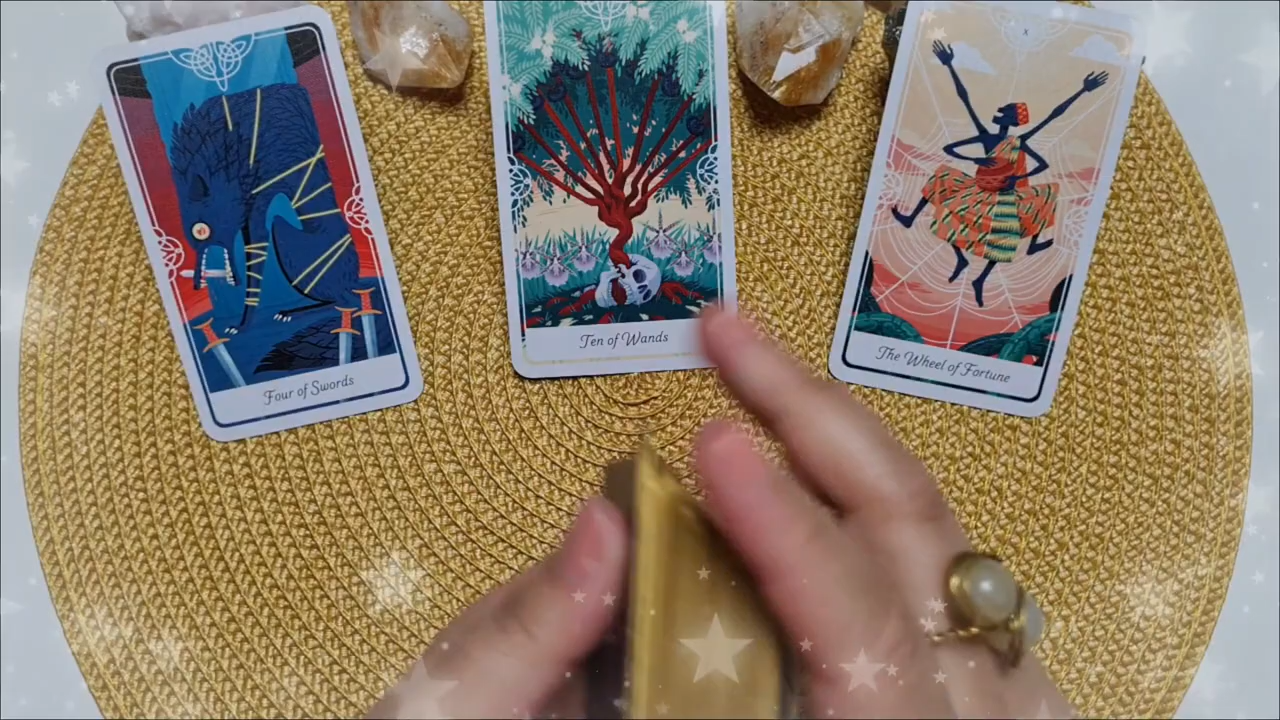 Four of Swords
Ten of Wands
X
The Wheel of Fortune